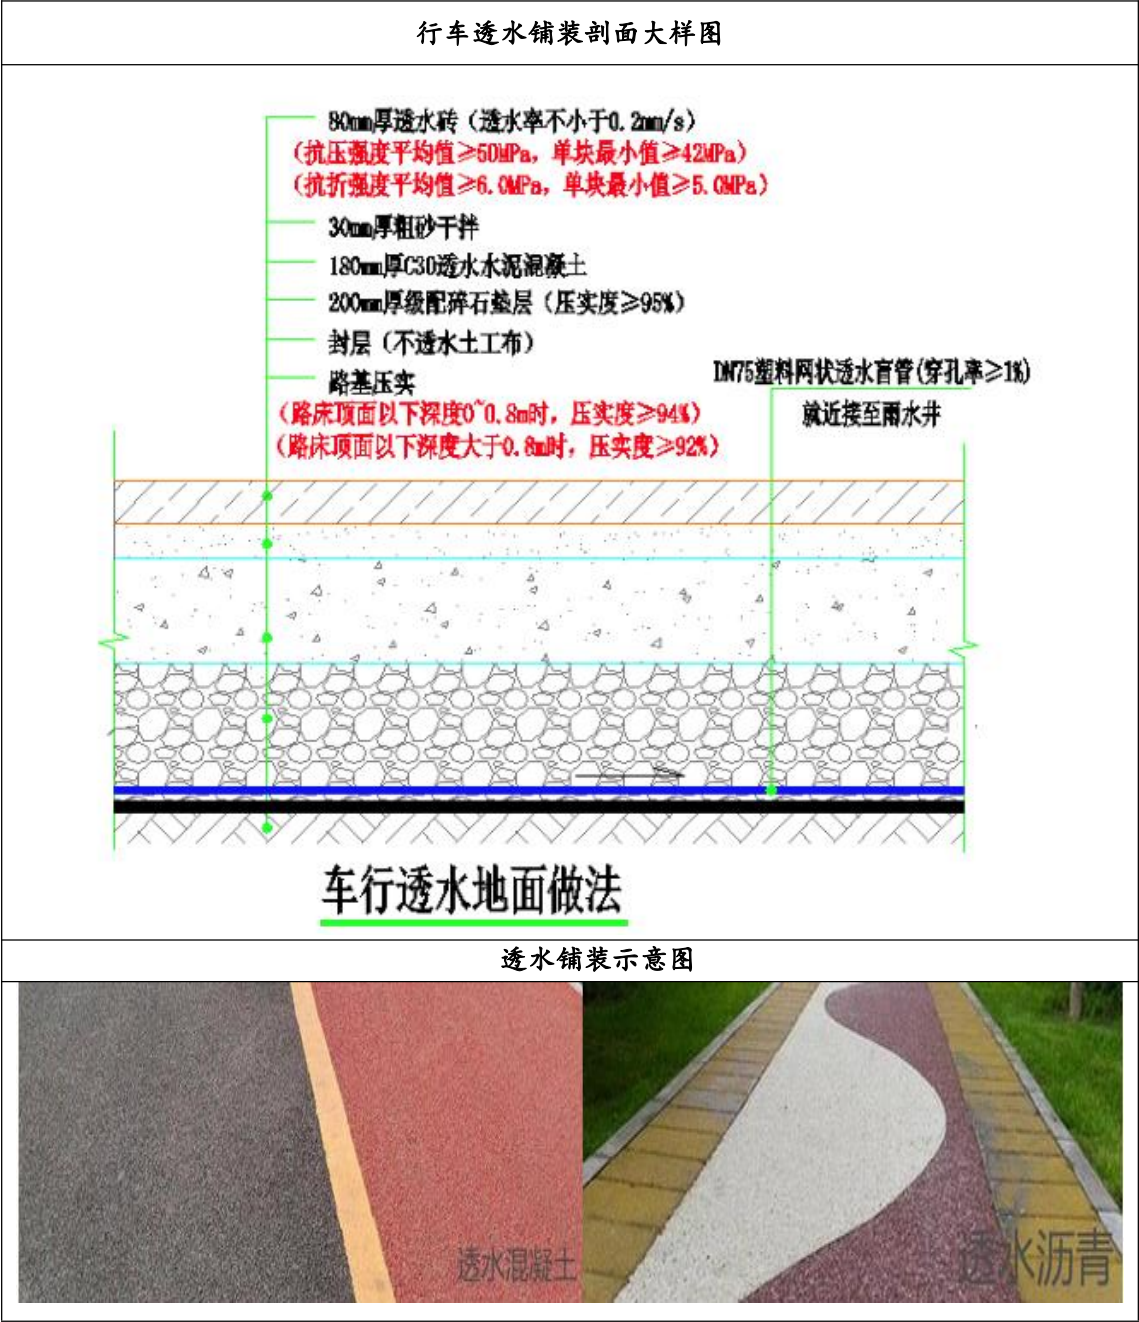 行车透水铺装剖面大样图
80mm厚透水砖（透水率不小于0.2mm/s）
（抗压强度平均值≥50MPa，单块最小值≥42MPa）
（抗折强度平均值≥6.0MPa，单块最小值≥5.0MPa）
30mm厚粗砂干拌
180mm厚C30透水水泥混凝土
200mm厚级配碎石垫层（压实度≥95%）
封层（不透水土工布）
路基压实
（路床顶面以下深度0~0.8m时，压实度≥94%）
（路床顶面以下深度大于0.8m时，压实度≥92%）
DN75塑料网状透水盲管(穿孔率≥1%)
就近接至雨水井
车行透水地面做法
透水铺装示意图
透水混凝土
透水沥青